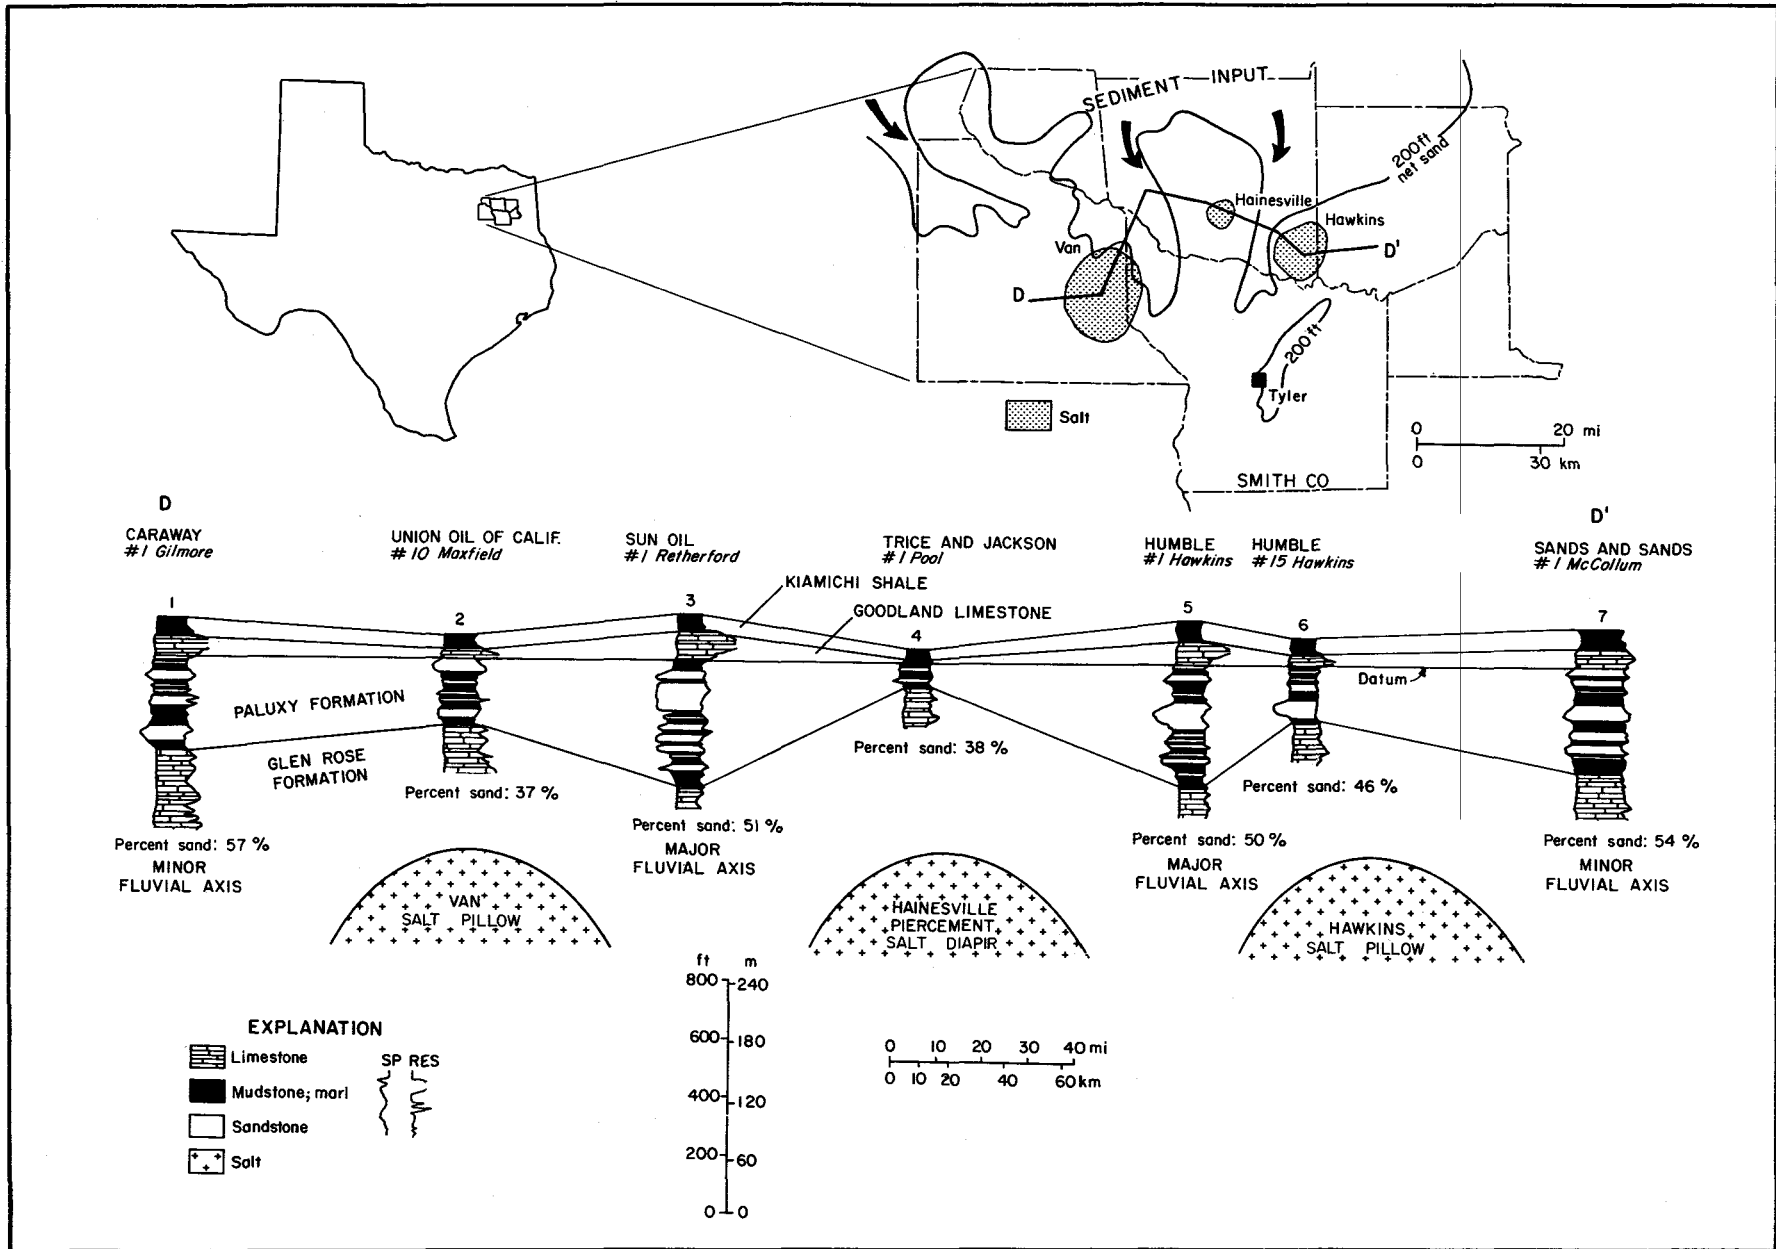 SEDIMENT INPUT
200 ft
net sand
Hainesville
Hawkins
Van
D'
D
200 ft
Tyler
Salt
0 20 mi
0 30 km
SMITH CO
D
D'
CARAWAY
#1 Gilmore
UNION OIL OF CALIF.
#10 Maxfield
SUN OIL
#1 Retherford
TRICE AND JACKSON
#1 Pool
HUMBLE
#1 Hawkins
HUMBLE
#15 Hawkins
SANDS AND SANDS
#1 McCollum
KIAMICHI SHALE
GOODLAND LIMESTONE
1
2
3
4
5
6
7
Datum
PALUXY FORMATION
GLEN ROSE
FORMATION
Percent sand: 57 %
MINOR
FLUVIAL AXIS
Percent sand: 37 %
Percent sand: 51 %
MAJOR
FLUVIAL AXIS
Percent sand: 38 %
Percent sand: 50 %
MAJOR
FLUVIAL AXIS
Percent sand: 46 %
Percent sand: 54 %
MINOR
FLUVIAL AXIS
VAN
SALT PILLOW
HAINESVILLE
PIERCEMENT
SALT DIAPIR
HAWKINS
SALT PILLOW
ft m
800 240
600 180
400 120
200 60
0 0
0 10 20 30 40 mi
0 10 20 40 60 km
EXPLANATION
Limestone
Mudstone; marl
Sandstone
Salt
SP RES